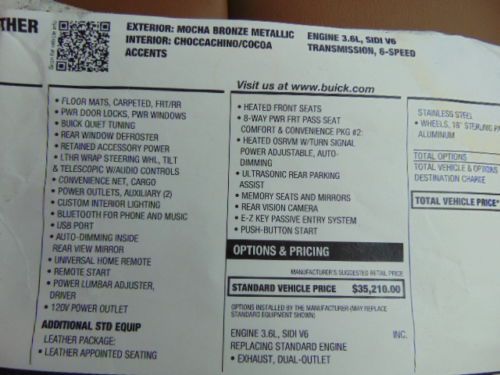 THER
Scan for vehicle info
EXTERIOR: MOCHA BRONZE METALLIC
INTERIOR: CHOCCACHINO/COCOA
ACCENTS
ENGINE 3.6L, SIDI V6
TRANSMISSION, 6-SPEED
Visit us at www.buick.com
• FLOOR MATS, CARPETED, FRT/RR
• PWR DOOR LOCKS, PWR WINDOWS
• BUICK QUIET TUNING
• REAR WINDOW DEFROSTER
• RETAINED ACCESSORY POWER
• LTHR WRAP STEERING WHL, TILT
& TELESCOPIC W/AUDIO CONTROLS
• CONVENIENCE NET, CARGO
• POWER OUTLETS, AUXILIARY (2)
• CUSTOM INTERIOR LIGHTING
• BLUETOOTH FOR PHONE AND MUSIC
• USB PORT
• AUTO-DIMMING INSIDE
REAR VIEW MIRROR
• UNIVERSAL HOME REMOTE
• REMOTE START
• POWER LUMBAR ADJUSTER,
DRIVER
• 120V POWER OUTLET
ADDITIONAL STD EQUIP
LEATHER PACKAGE:
• LEATHER APPOINTED SEATING
• HEATED FRONT SEATS
• 8-WAY PWR FRT PASS SEAT
COMFORT & CONVENIENCE PKG #2:
• HEATED OSRVM W/TURN SIGNAL
POWER ADJUSTABLE, AUTO-
DIMMING
• ULTRASONIC REAR PARKING
ASSIST
• MEMORY SEATS AND MIRRORS
• REAR VISION CAMERA
• E-Z KEY PASSIVE ENTRY SYSTEM
• PUSH-BUTTON START
OPTIONS & PRICING
MANUFACTURER'S SUGGESTED RETAIL PRICE
STANDARD VEHICLE PRICE $35,210.00
OPTIONS INSTALLED BY THE MANUFACTURER (MAY REPLACE
STANDARD EQUIPMENT SHOWN)
ENGINE 3.6L, SIDI V6 INC.
REPLACING STANDARD ENGINE
• EXHAUST, DUAL-OUTLET
STAINLESS STEEL
• WHEELS, 18" STERLING
ALUMINUM
TOTAL OPTIONS
TOTAL VEHICLE & OPTIONS
DESTINATION CHARGE
TOTAL VEHICLE PRICE*